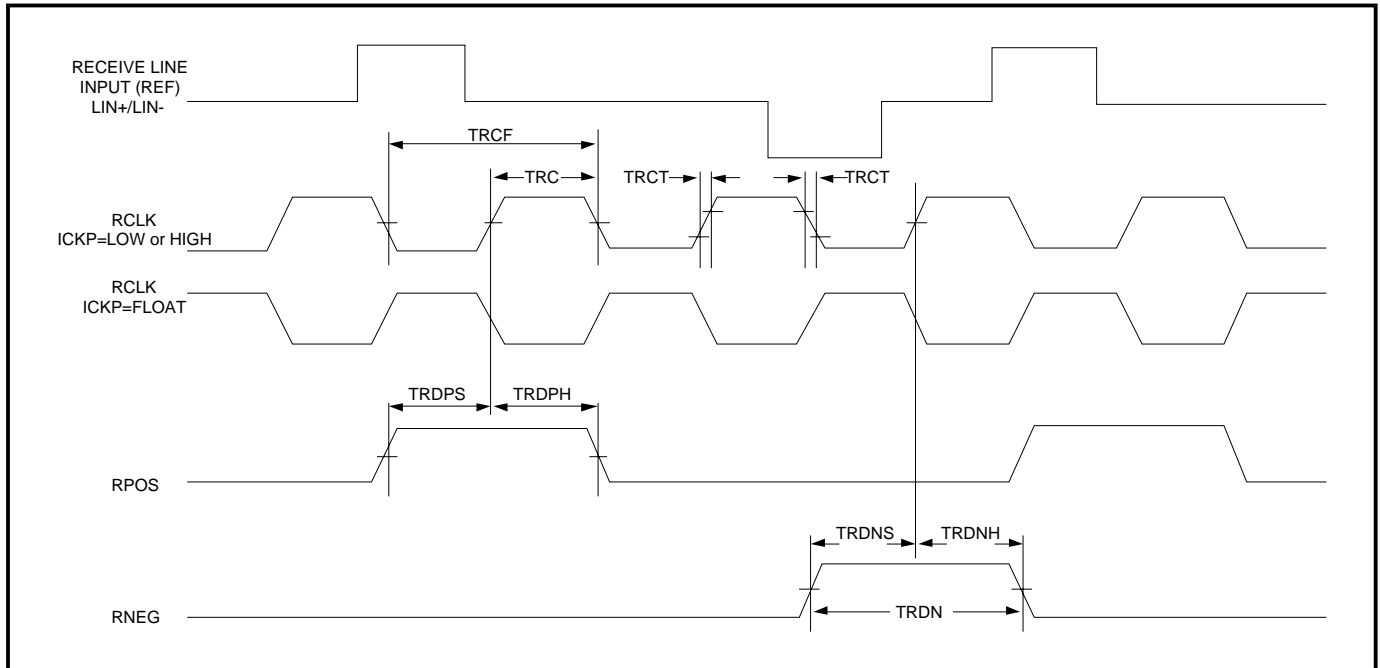 RECEIVE LINE
INPUT (REF)
LIN+/LIN-
TRCF
TRC
TRCT
TRCT
RCLK
ICKP=LOW or HIGH
RCLK
ICKP=FLOAT
TRDPS
TRDPH
RPOS
TRDNS
TRDNH
RNEG
TRDN